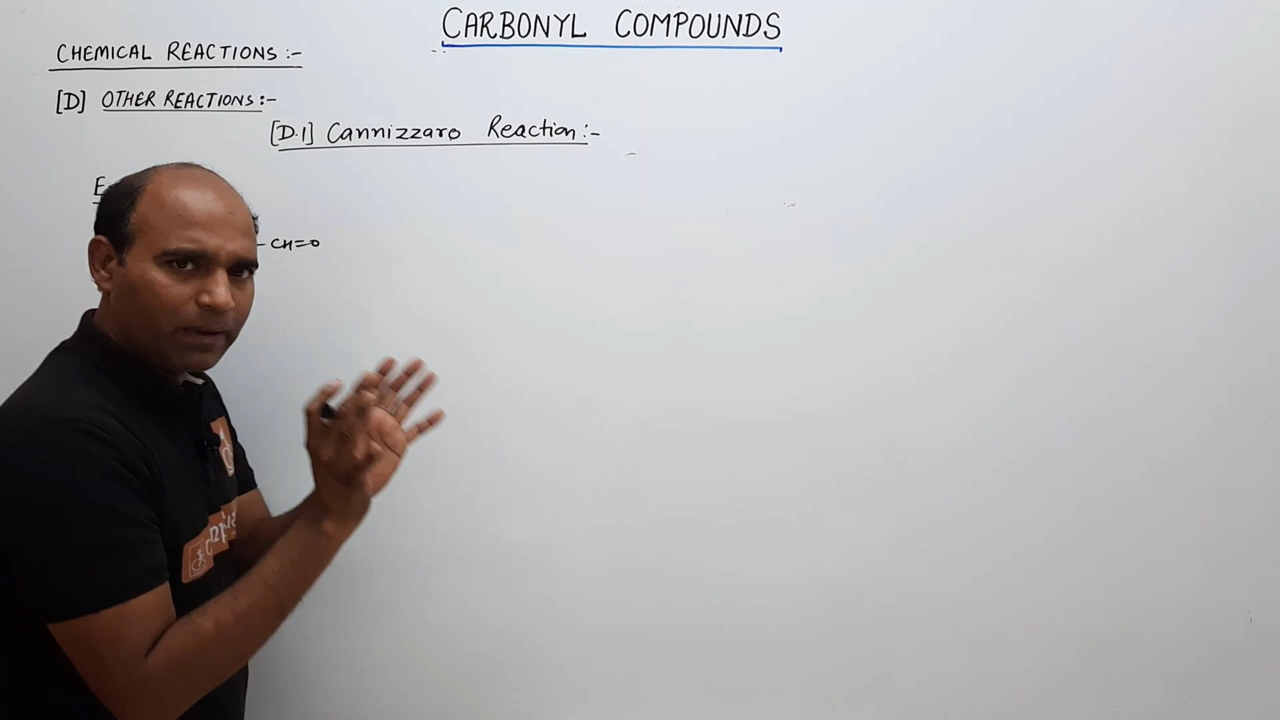 CARBONYL COMPOUNDS
CHEMICAL REACTIONS :-
[D] OTHER REACTIONS :-
[D.1] Cannizzaro Reaction :-
E
- CH=O